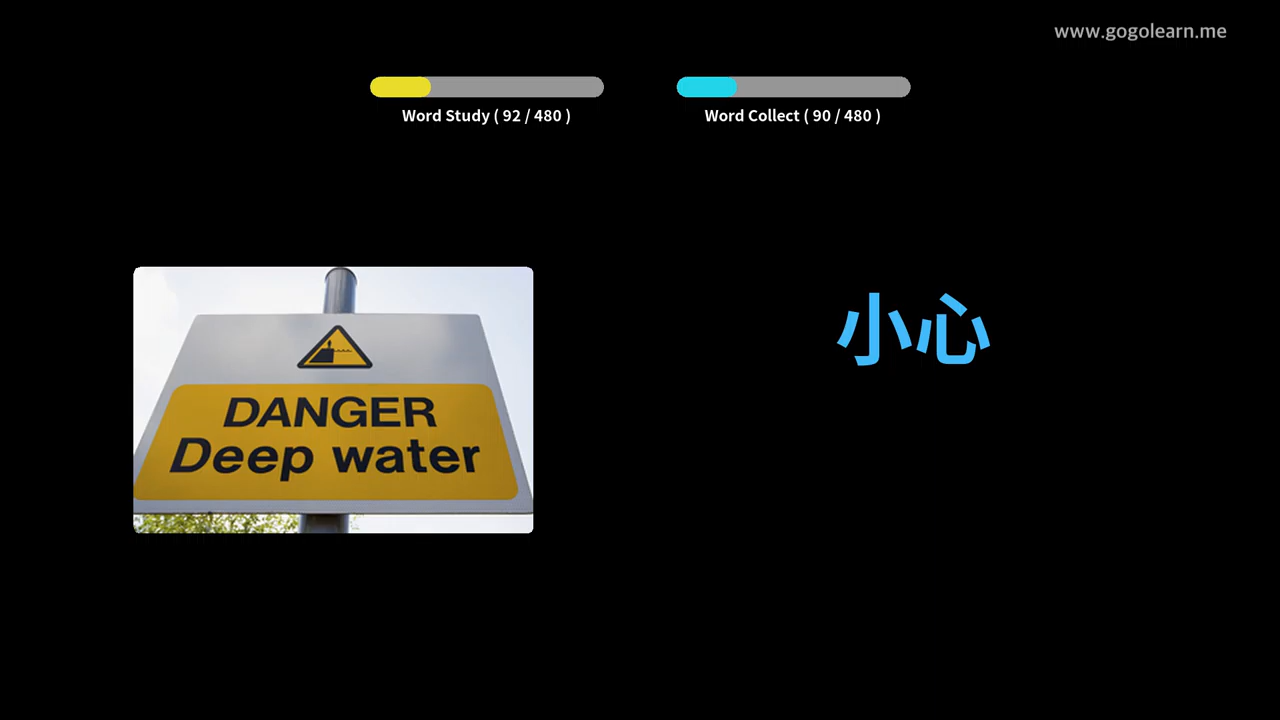 www.gogolearn.me
Word Study ( 92 / 480 )
Word Collect ( 90 / 480 )
DANGER
Deep water
小心